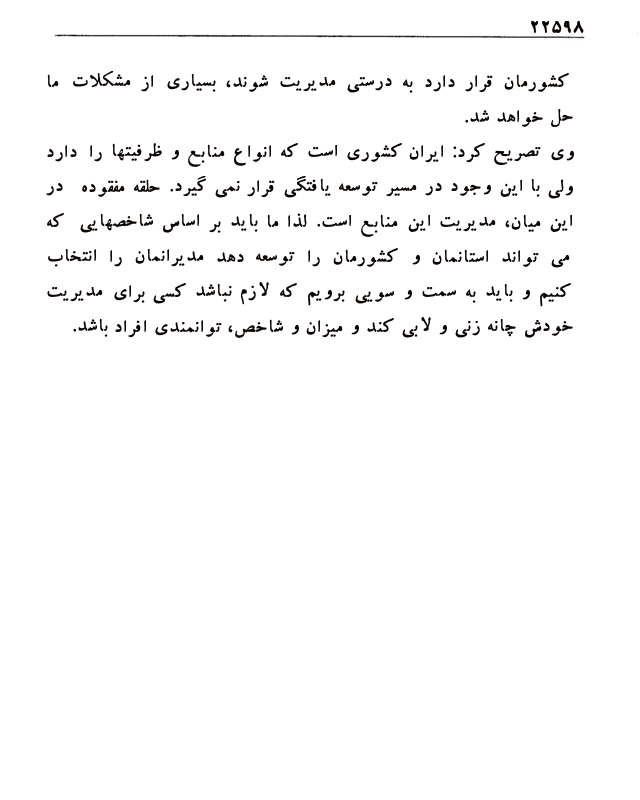 ۲۲۵۹۸
کشورمان قرار دارد به درستی مدیریت شوند، بسیاری از مشکلات ما
حل خواهد شد.
وی تصریح کرد: ایران کشوری است که انواع منابع و ظرفیتها را دارد
ولی با این وجود در مسیر توسعه یافتگی قرار نمی گیرد. حلقه مفقوده در
این میان، مدیریت این منابع است. لذا ما باید بر اساس شاخصهایی که
می تواند استانمان و کشورمان را توسعه دهد مدیرانمان را انتخاب
کنیم و باید به سمت و سویی برویم که لازم نباشد کسی برای مدیریت
خودش چانه زنی و لابی کند و میزان و شاخص، توانمندی افراد باشد.